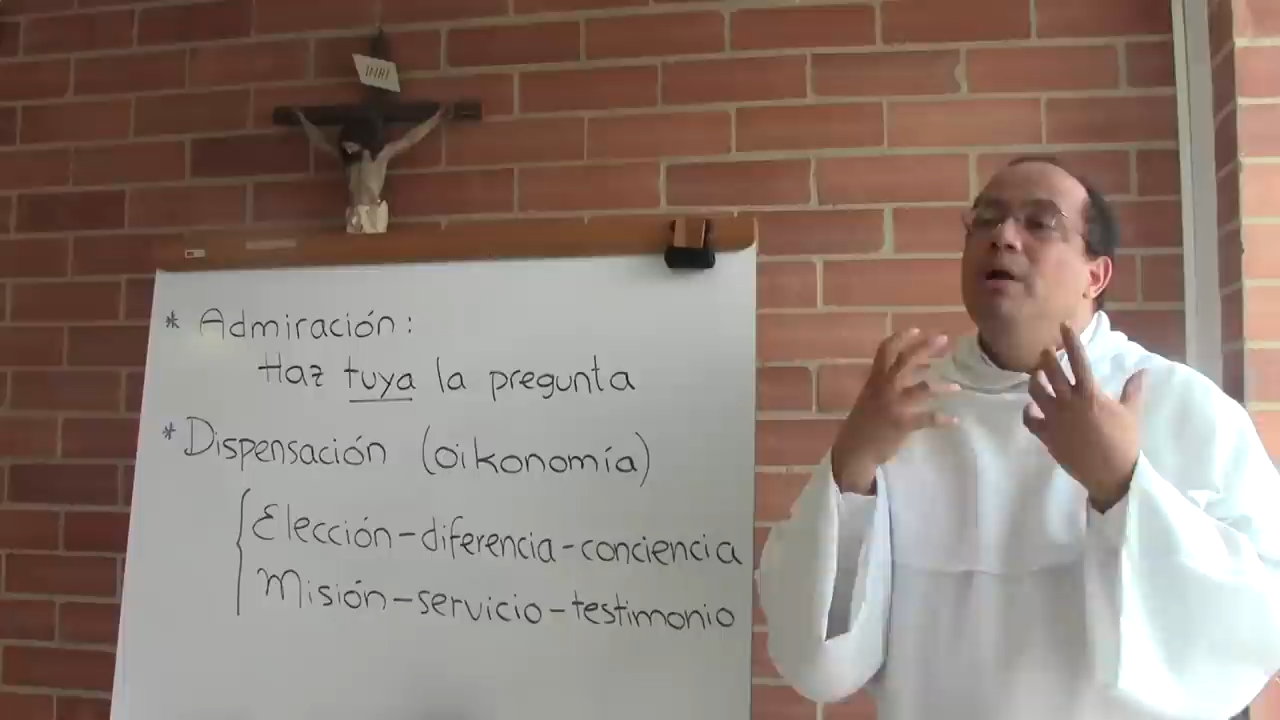 INRI
* Admiración:
Haz tuya la pregunta
* Dispensación (oikonomía)
Elección-diferencia-conciencia
Misión-servicio-testimonio